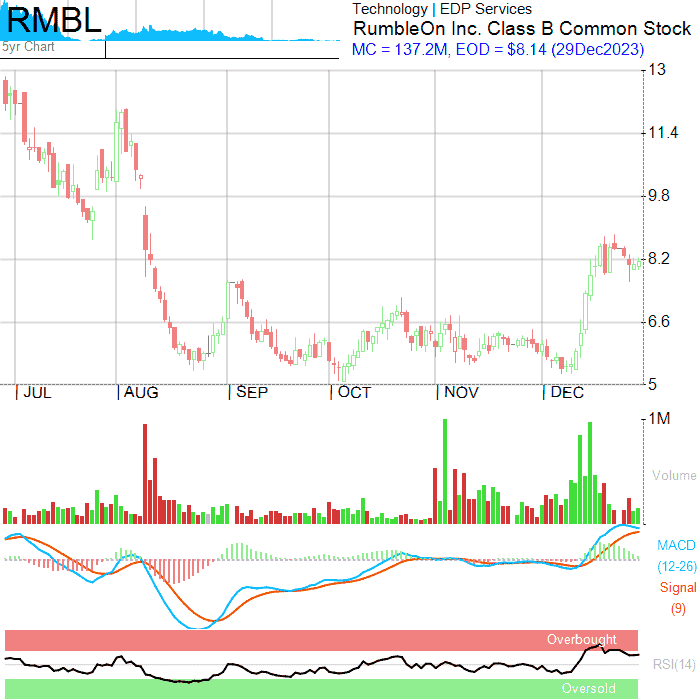 RMBL
5yr Chart
Technology | EDP Services
RumbleOn Inc. Class B Common Stock
MC = 137.2M, EOD = $8.14 (29Dec2023)
13
11.4
9.8
8.2
6.6
5
JUL AUG SEP OCT NOV DEC
1M
Volume
MACD
(12-26)
Signal
(9)
Overbought
RSI(14)
Oversold